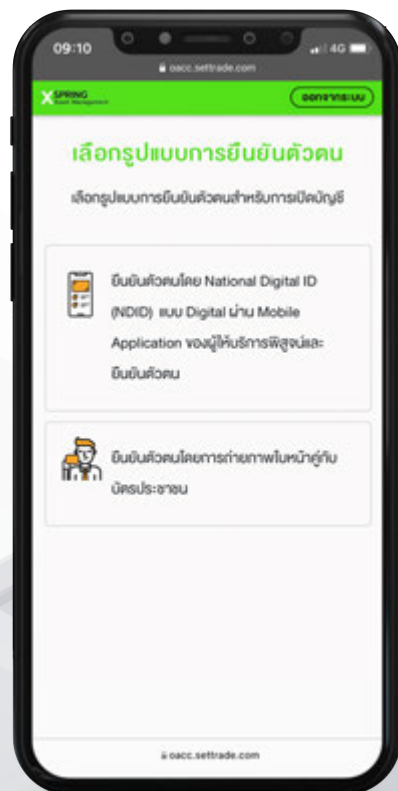 09:10
4G
oacc.settrade.com
XSPRING
Asset Management
ออกจากระบบ
เลือกรูปแบบการยืนยันตัวตน
เลือกรูปแบบการยืนยันตัวตนสำหรับการเปิดบัญชี
ยืนยันตัวตนโดย National Digital ID
(NDID) แบบ Digital ผ่าน Mobile
Application ของผู้ให้บริการพิสูจน์และ
ยืนยันตัวตน
ยืนยันตัวตนโดยการถ่ายภาพใบหน้าคู่กับ
บัตรประชาชน
oacc.settrade.com